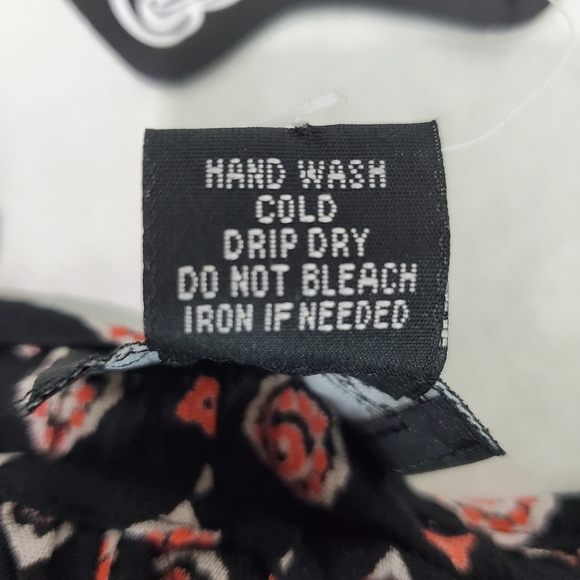 HAND WASH
COLD
DRIP DRY
DO NOT BLEACH
IRON IF NEEDED